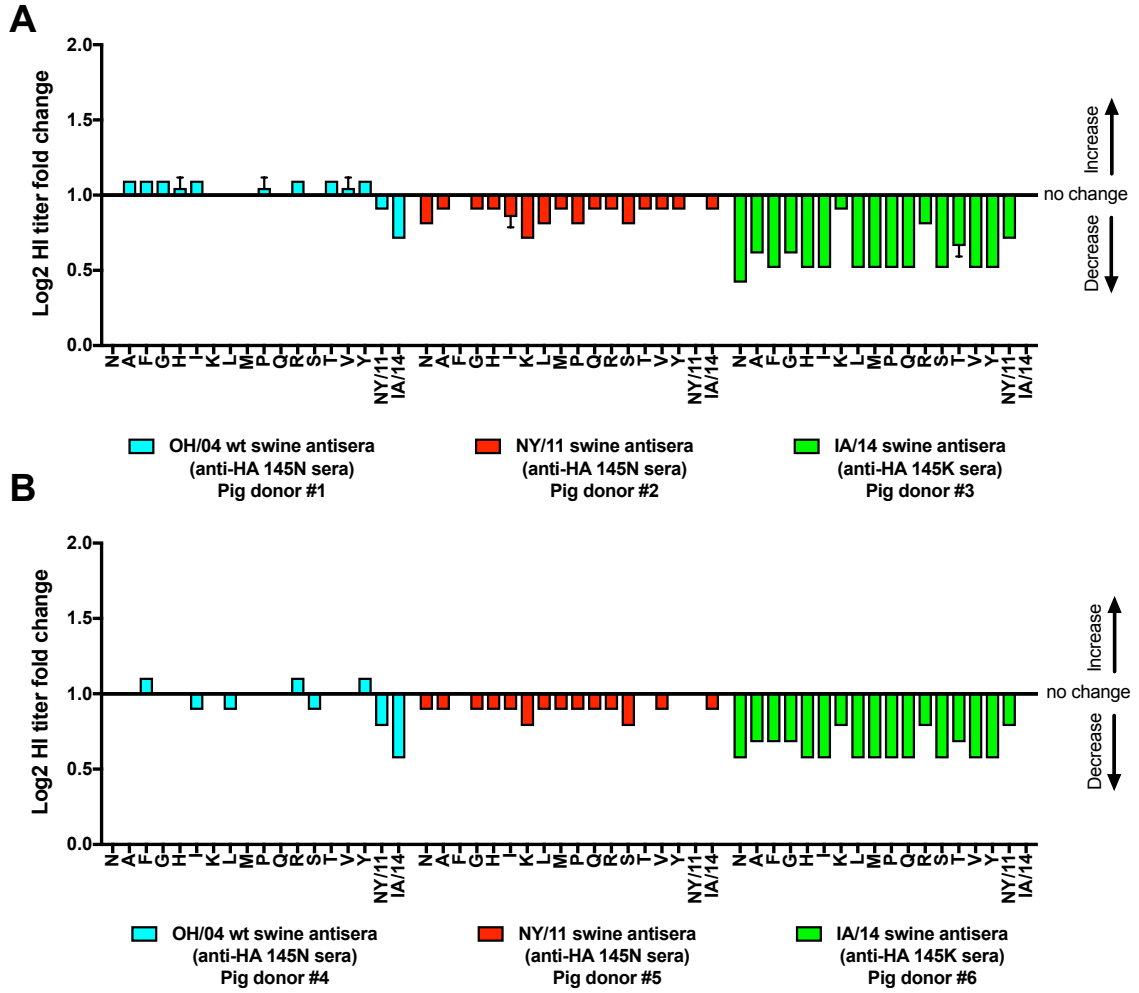 A
Log2 HI titer fold change
2.0
1.5
1.0
0.5
0.0
Increase
no change
Decrease
N A F G H I K L M P Q R S T V Y NY/11 IA/14 N A F G H I K L M P Q R S T V Y NY/11 IA/14 N A F G H I K L M P Q R S T V Y NY/11 IA/14
OH/04 wt swine antisera
(anti-HA 145N sera)
Pig donor #1
NY/11 swine antisera
(anti-HA 145N sera)
Pig donor #2
IA/14 swine antisera
(anti-HA 145K sera)
Pig donor #3
B
Log2 HI titer fold change
2.0
1.5
1.0
0.5
0.0
Increase
no change
Decrease
N A F G H I K L M P Q R S T V Y NY/11 IA/14 N A F G H I K L M P Q R S T V Y NY/11 IA/14 N A F G H I K L M P Q R S T V Y NY/11 IA/14
OH/04 wt swine antisera
(anti-HA 145N sera)
Pig donor #4
NY/11 swine antisera
(anti-HA 145N sera)
Pig donor #5
IA/14 swine antisera
(anti-HA 145K sera)
Pig donor #6